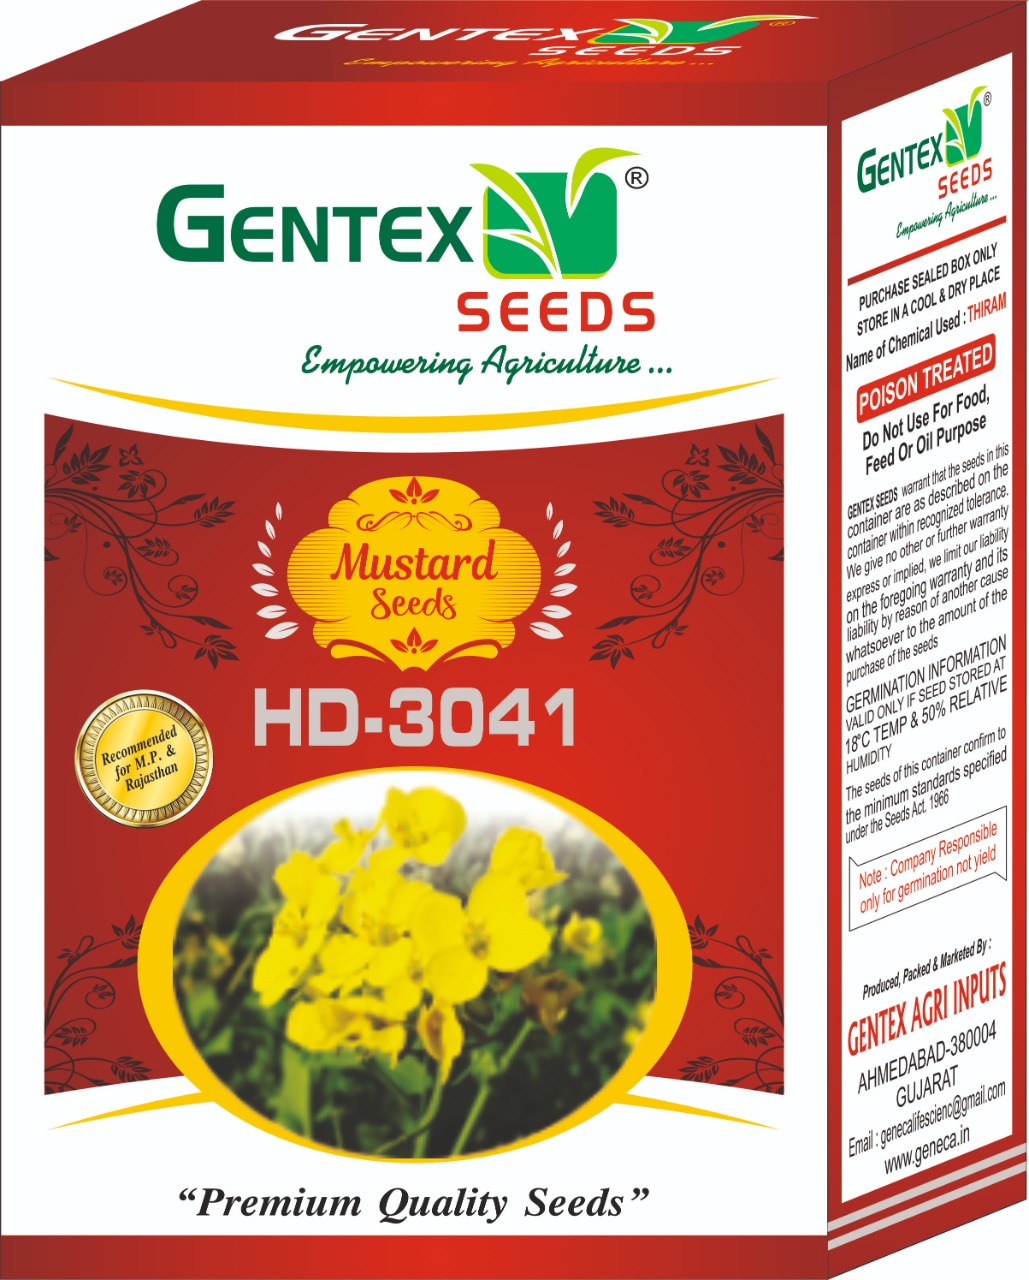 GENTEX
SEEDS
®
Empowering Agriculture ...
GENTEX
®
SEEDS
Empowering Agriculture ...
Mustard
Seeds
HD-3041
Recommended
for M.P. &
Rajasthan
“Premium Quality Seeds”
GENTEX
®
SEEDS
Empowering Agriculture ...
PURCHASE SEALED BOX ONLY
STORE IN A COOL & DRY PLACE
Name of Chemical Used : THIRAM
POISON TREATED
Do Not Use For Food,
Feed Or Oil Purpose
GENTEX SEEDS warrant that the seeds in this
container are as described on the
container within recognized tolerance.
We give no other or further warranty
express or implied, we limit our liability
on the foregoing warranty and its
liability by reason of another cause
whatsoever to the amount of the
purchase of the seeds
GERMINATION INFORMATION
VALID ONLY IF SEED STORED AT
18°C TEMP & 50% RELATIVE
HUMIDITY
The seeds of this container confirm to
the minimum standards specified
under the Seeds Act. 1966
Note : Company Responsible
only for germination not yield
Produced, Packed & Marketed By :
GENTEX AGRI INPUTS
AHMEDABAD-380004
GUJARAT
Email : genecalifescienc@gmail.com
www.geneca.in